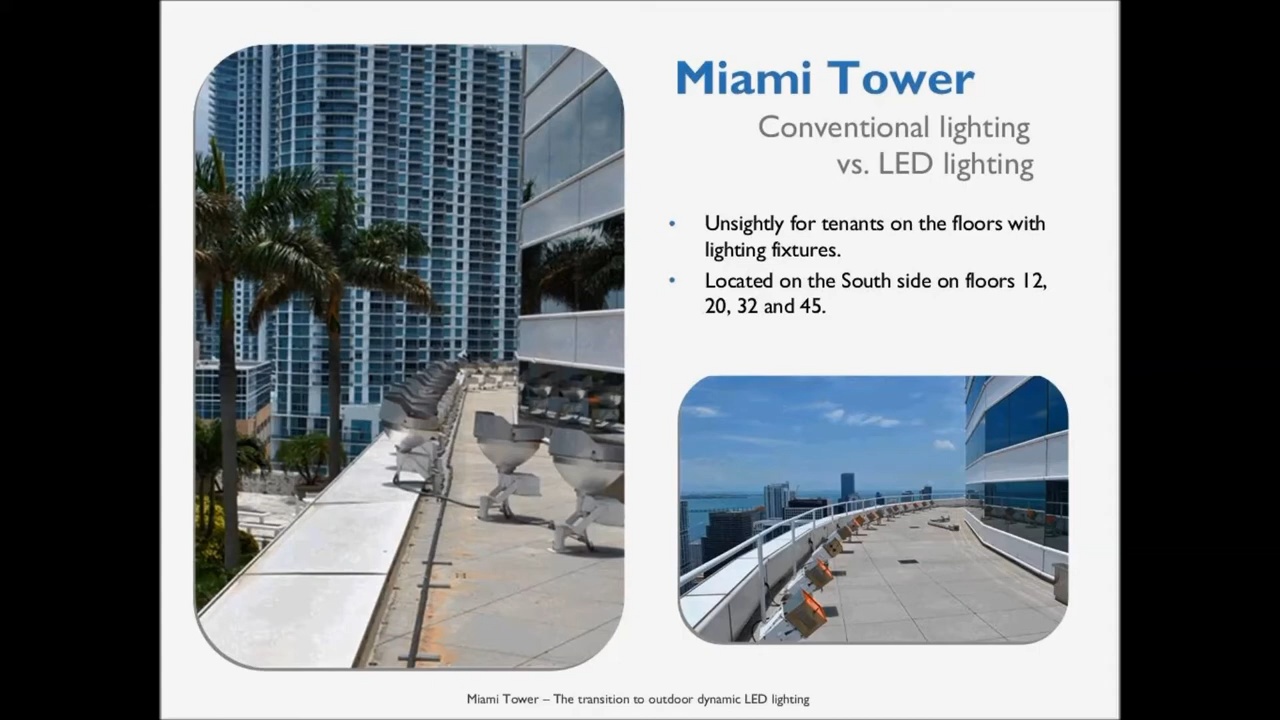 Miami Tower
Conventional lighting
vs. LED lighting
• Unsightly for tenants on the floors with
lighting fixtures.
• Located on the South side on floors 12,
20, 32 and 45.
Miami Tower – The transition to outdoor dynamic LED lighting